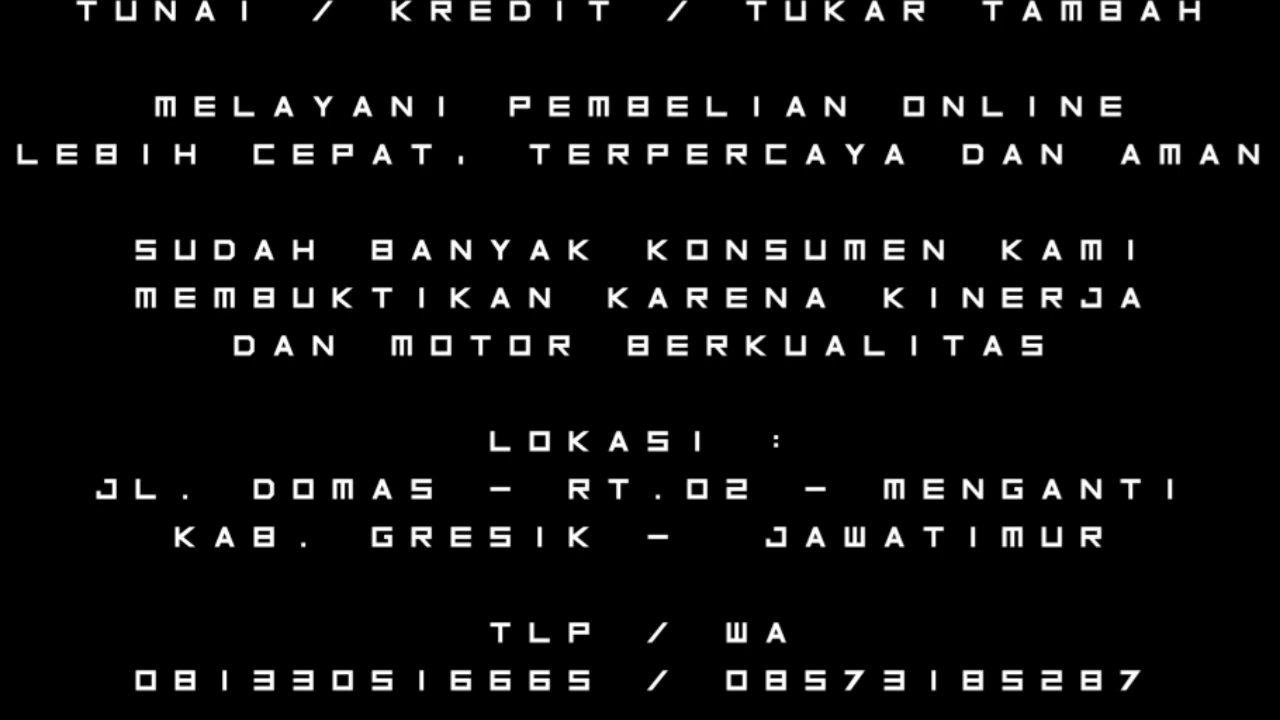 TUNAI / KREDIT / TUKAR TAMBAH
MELAYANI PEMBELIAN ONLINE
LEBIH CEPAT, TERPERCAYA DAN AMAN
SUDAH BANYAK KONSUMEN KAMI
MEMBUKTIKAN KARENA KINERJA
DAN MOTOR BERKUALITAS
LOKASI :
JL. DOMAS - RT.02 - MENGANTI
KAB. GRESIK - JAWATIMUR
TLP / WA
081330516665 / 08573185287